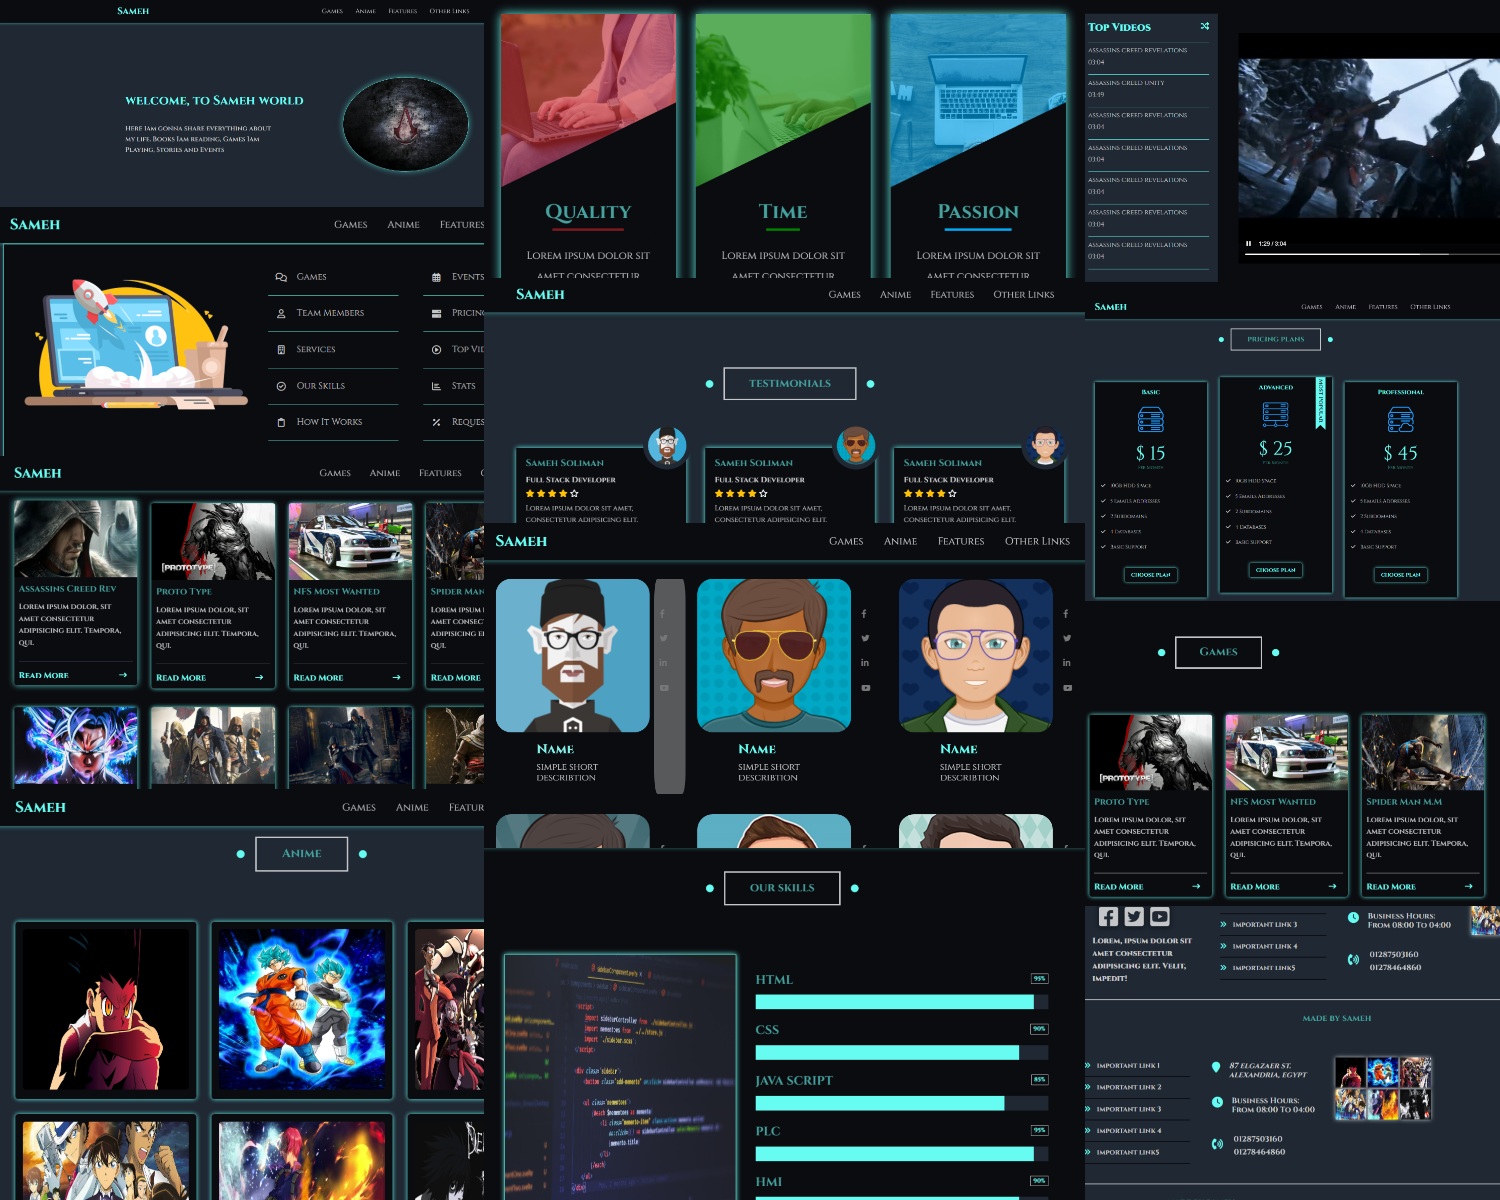 Sameh
Games Anime Features Other Links
welcome, to Sameh world
Here Iam gonna share everything about
my life. Books Iam reading, Games Iam
Playing, Stories and Events
Sameh
Games Anime Features
Games
Team Members
Services
Our Skills
How It Works
Events
Stats
Sameh
Games Anime Features
Assassins Creed Rev
Lorem ipsum dolor, sit
amet consectetur
adipisicing elit. Tempora,
qui.
Read More
Proto Type
Lorem ipsum dolor, sit
amet consectetur
adipisicing elit. Tempora,
qui.
Read More
NFS Most Wanted
Lorem ipsum dolor, sit
amet consectetur
adipisicing elit. Tempora,
qui.
Read More
Spider Man
Lorem ipsum
amet
adipisicing
qui.
Read More
Sameh
Games Anime Featur
Anime
Quality
Lorem ipsum dolor sit
amet consectetur
Time
Lorem ipsum dolor sit
amet consectetur
Passion
Lorem ipsum dolor sit
amet consectetur
Sameh
Games Anime Features Other Links
Testimonials
Sameh Soliman
Full Stack Developer
Lorem ipsum dolor sit amet,
consectetur adipisicing elit.
Sameh Soliman
Full Stack Developer
Lorem ipsum dolor sit amet,
consectetur adipisicing elit.
Sameh Soliman
Full Stack Developer
Lorem ipsum dolor sit amet,
consectetur adipisicing elit.
Sameh
Games Anime Features Other Links
Name
simple short
describtion
Name
simple short
describtion
Name
simple short
describtion
Our Skills
HTML 95%
CSS 90%
Java Script 85%
PLC 95%
HMI 90%
Top Videos
Assassins Creed Revelations
03:04
Assassins Creed Unity
03:49
Assassins Creed Revelations
03:04
Assassins Creed Revelations
03:04
Assassins Creed Revelations
03:04
Assassins Creed Revelations
03:04
Assassins Creed Revelations
03:04
1:29 / 3:04
Sameh
Games Anime Features Other Links
Pricing Plans
Basic
$ 15
Per Month
10GB HDD Space
5 Emails Addresses
2 Subdomains
4 Databases
Basic Support
Choose Plan
Advanced
Most Popular
$ 25
Per Month
10GB HDD Space
5 Emails Addresses
2 Subdomains
4 Databases
Basic Support
Choose Plan
Professional
$ 45
Per Month
10GB HDD Space
5 Emails Addresses
2 Subdomains
4 Databases
Basic Support
Choose Plan
Games
Proto Type
Lorem ipsum dolor, sit
amet consectetur
adipisicing elit. Tempora,
qui.
Read More
NFS Most Wanted
Lorem ipsum dolor, sit
amet consectetur
adipisicing elit. Tempora,
qui.
Read More
Spider Man M.M
Lorem ipsum dolor, sit
amet consectetur
adipisicing elit. Tempora,
qui.
Read More
Lorem, ipsum dolor sit
amet consectetur
adipisicing elit. Velit,
impedit!
Important Link 3
Important Link 4
Important Link5
Business Hours:
From 08:00 To 04:00
01287503160
01278464860
Made By Sameh
Important Link 1
Important Link 2
Important Link 3
Important Link 4
Important Link5
87 Elgazaer St.
Alexandria, Egypt
Business Hours:
From 08:00 To 04:00
01287503160
01278464860